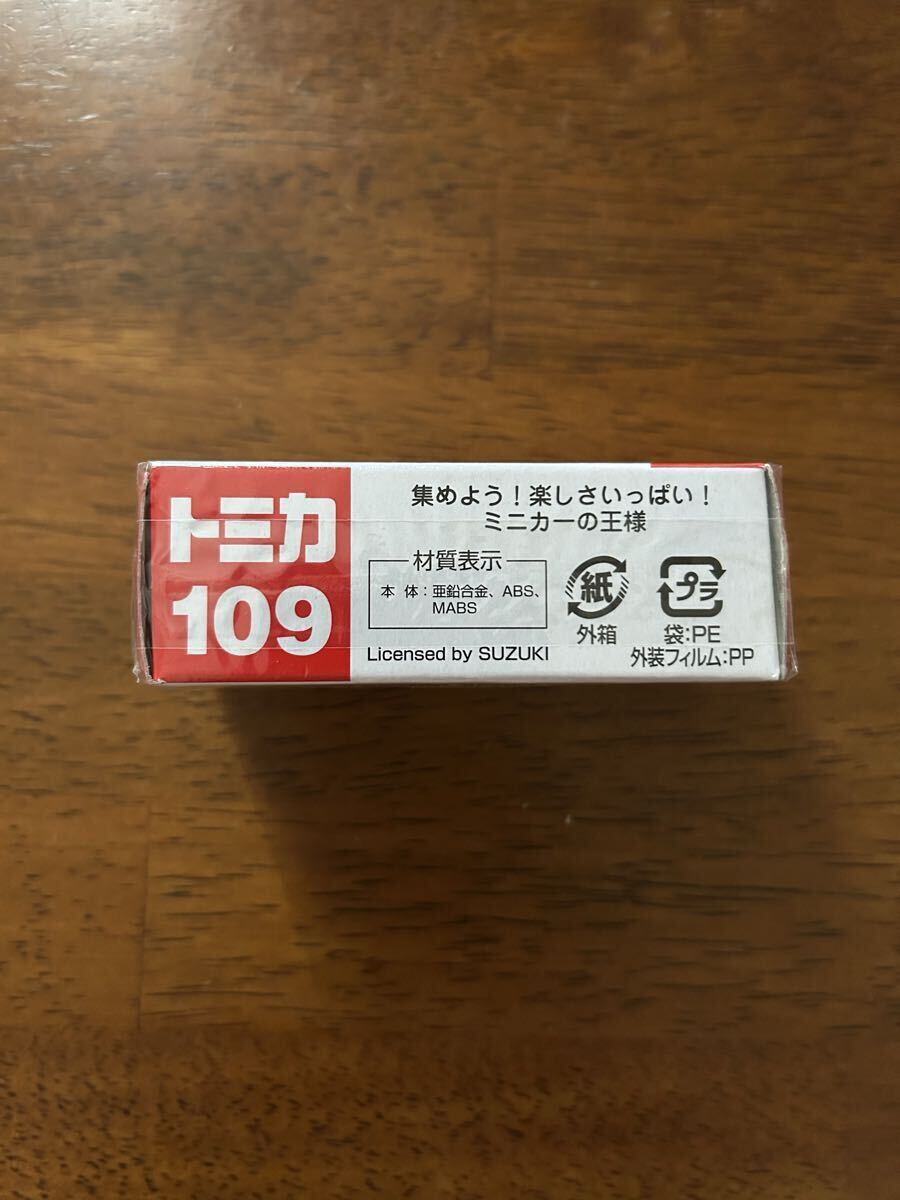 トミカ
109
集めよう!楽しさいっぱい!
ミニカーの王様
材質表示
本 体:亜鉛合金、ABS、
MABS
Licensed by SUZUKI
紙
外箱
プラ
袋:PE
外装フィルム:PP